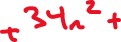 + 34n² +